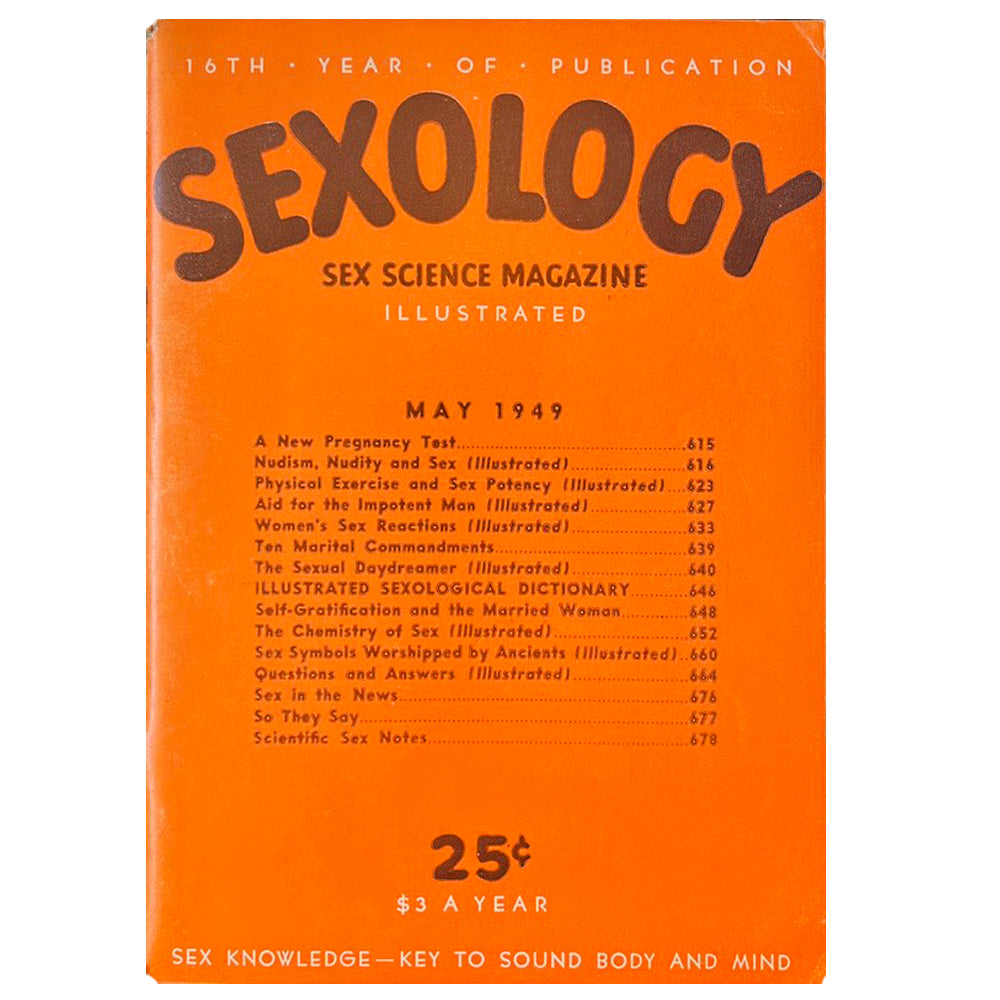 16TH · YEAR · OF · PUBLICATION
SEXOLOGY
SEX SCIENCE MAGAZINE
ILLUSTRATED
MAY 1949
A New Pregnancy Test..........615
Nudism, Nudity and Sex (Illustrated)..........616
Physical Exercise and Sex Potency (Illustrated)....623
Aid for the Impotent Man (Illustrated)..........627
Women's Sex Reactions (Illustrated)..........633
Ten Marital Commandments..........639
The Sexual Daydreamer (Illustrated)..........640
ILLUSTRATED SEXOLOGICAL DICTIONARY..........646
Self-Gratification and the Married Woman..........648
The Chemistry of Sex (Illustrated)..........652
Sex Symbols Worshipped by Ancients (Illustrated)..660
Questions and Answers (Illustrated)..........664
Sex in the News..........676
So They Say..........677
Scientific Sex Notes..........678
25¢
$3 A YEAR
SEX KNOWLEDGE—KEY TO SOUND BODY AND MIND